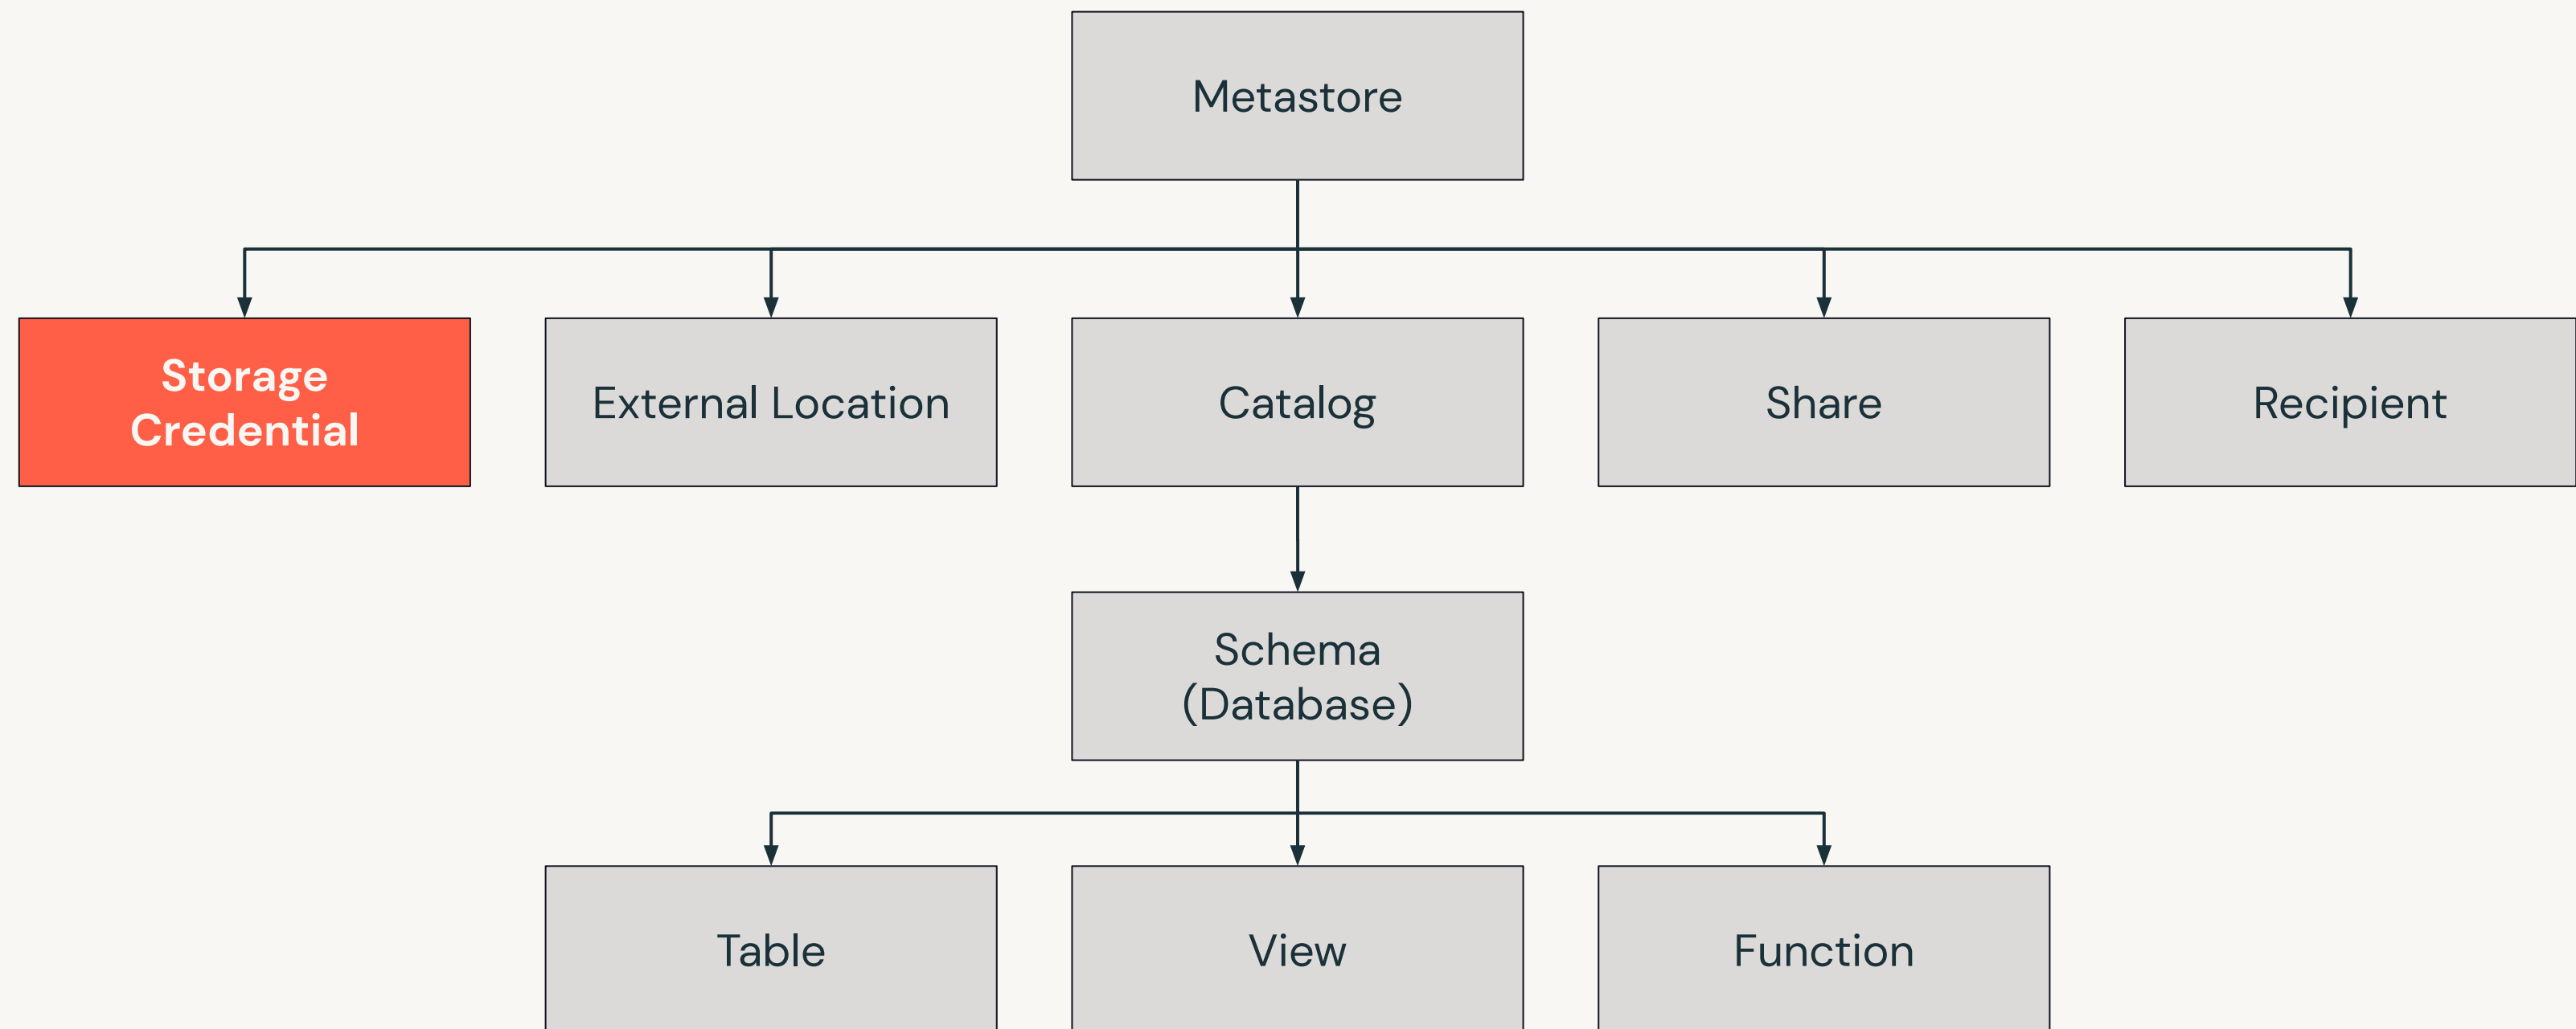 Metastore
Storage
Credential
External Location
Catalog
Share
Recipient
Schema
(Database)
Table
View
Function